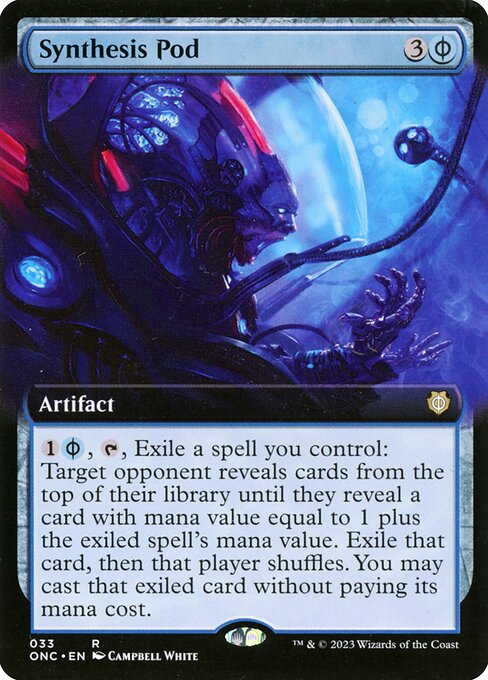 Synthesis Pod 3
Artifact
1 , , Exile a spell you control:
Target opponent reveals cards from the
top of their library until they reveal a
card with mana value equal to 1 plus
the exiled spell's mana value. Exile that
card, then that player shuffles. You may
cast that exiled card without paying its
mana cost.
033 R
ONC • EN CAMPBELL WHITE
™ & © 2023 Wizards of the Coast